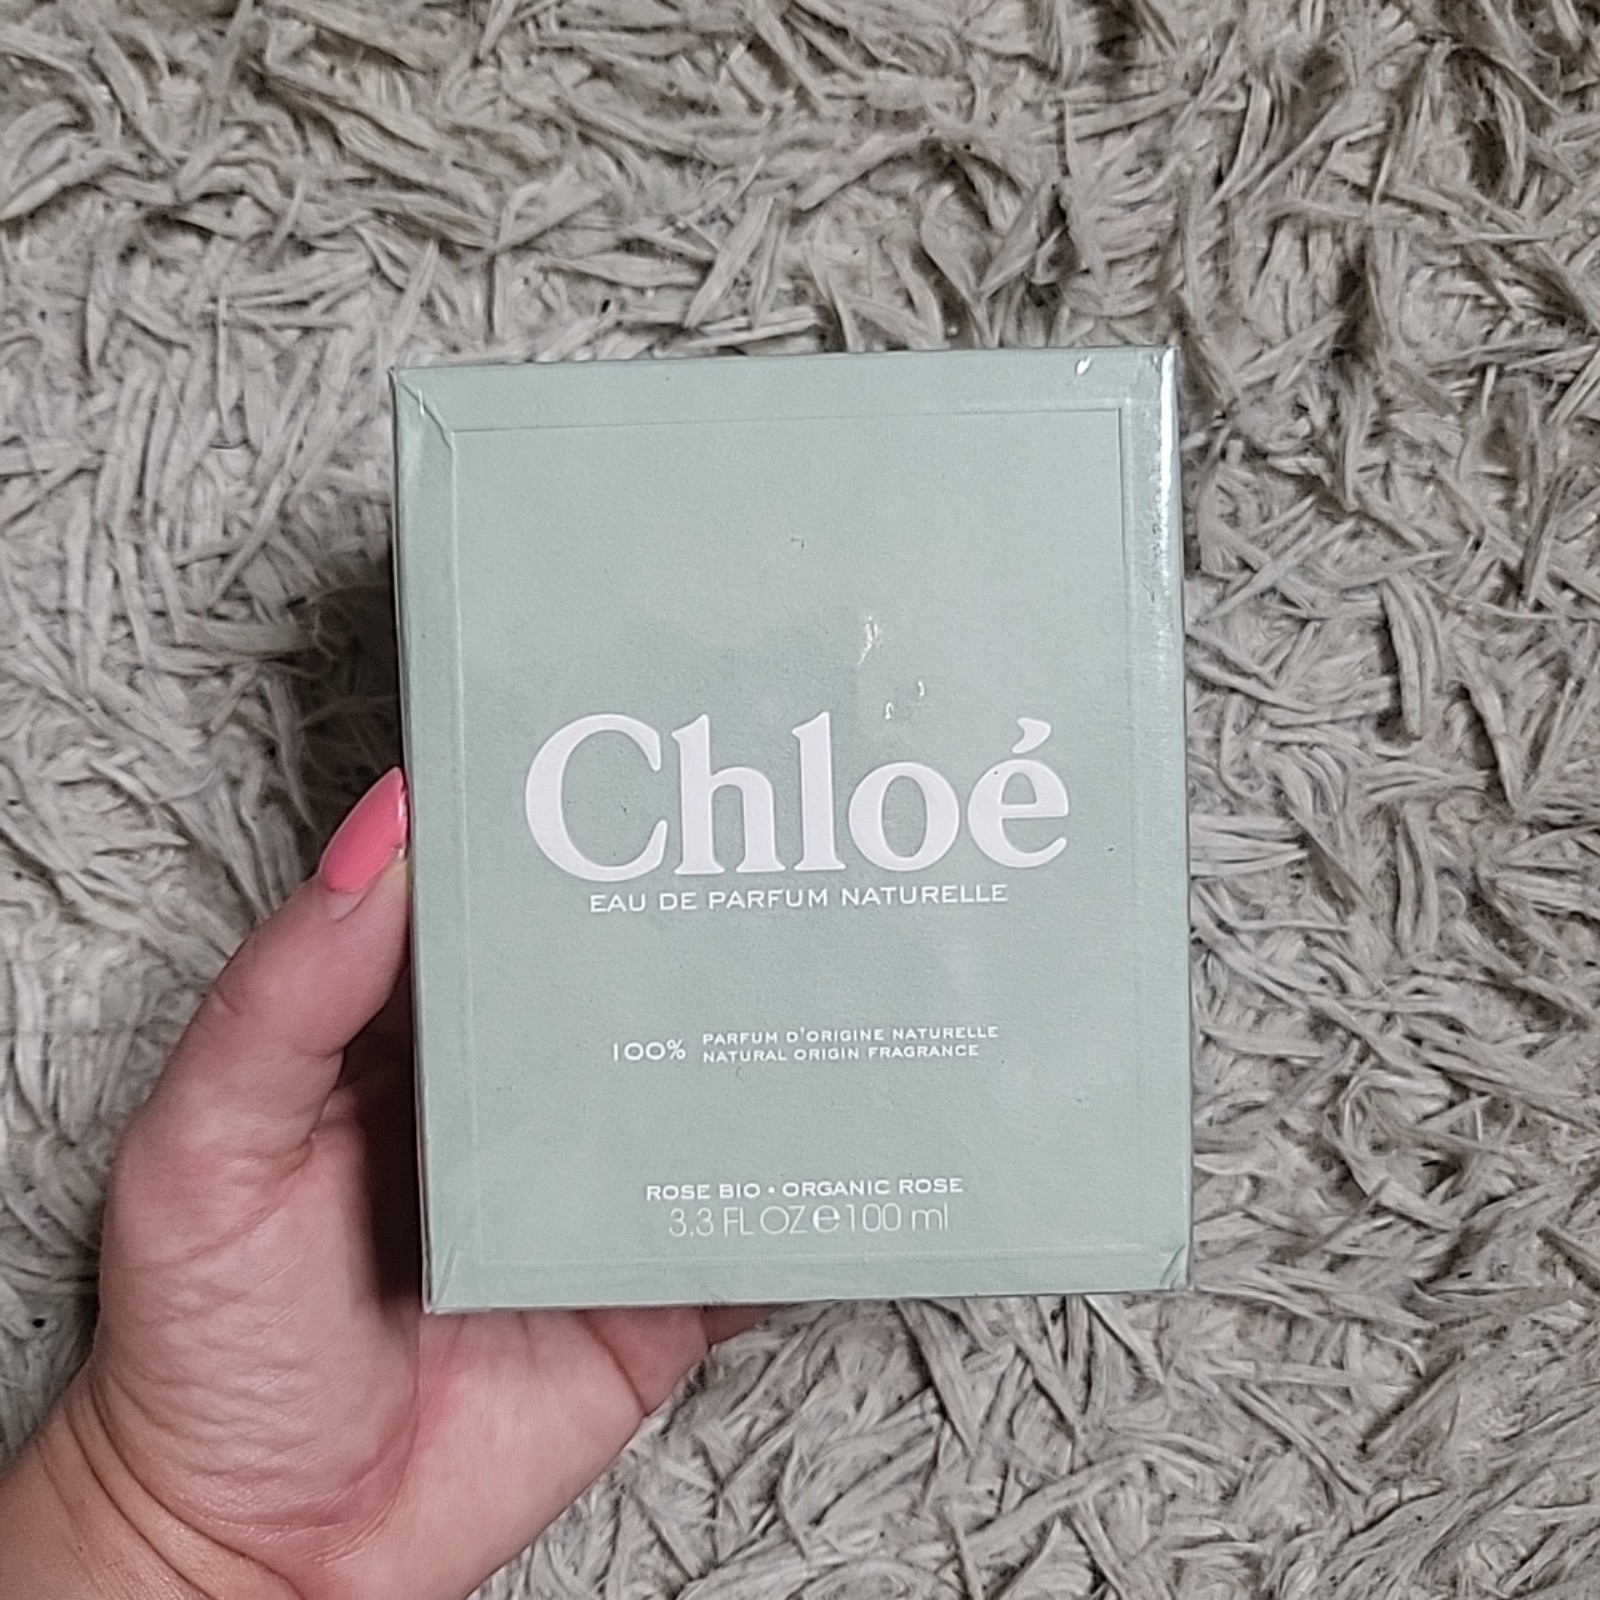 Chloé
EAU DE PARFUM NATURELLE
100% PARFUM D'ORIGINE NATURELLE
NATURAL ORIGIN FRAGRANCE
ROSE BIO • ORGANIC ROSE
3.3 FL OZ ℮ 100 ml